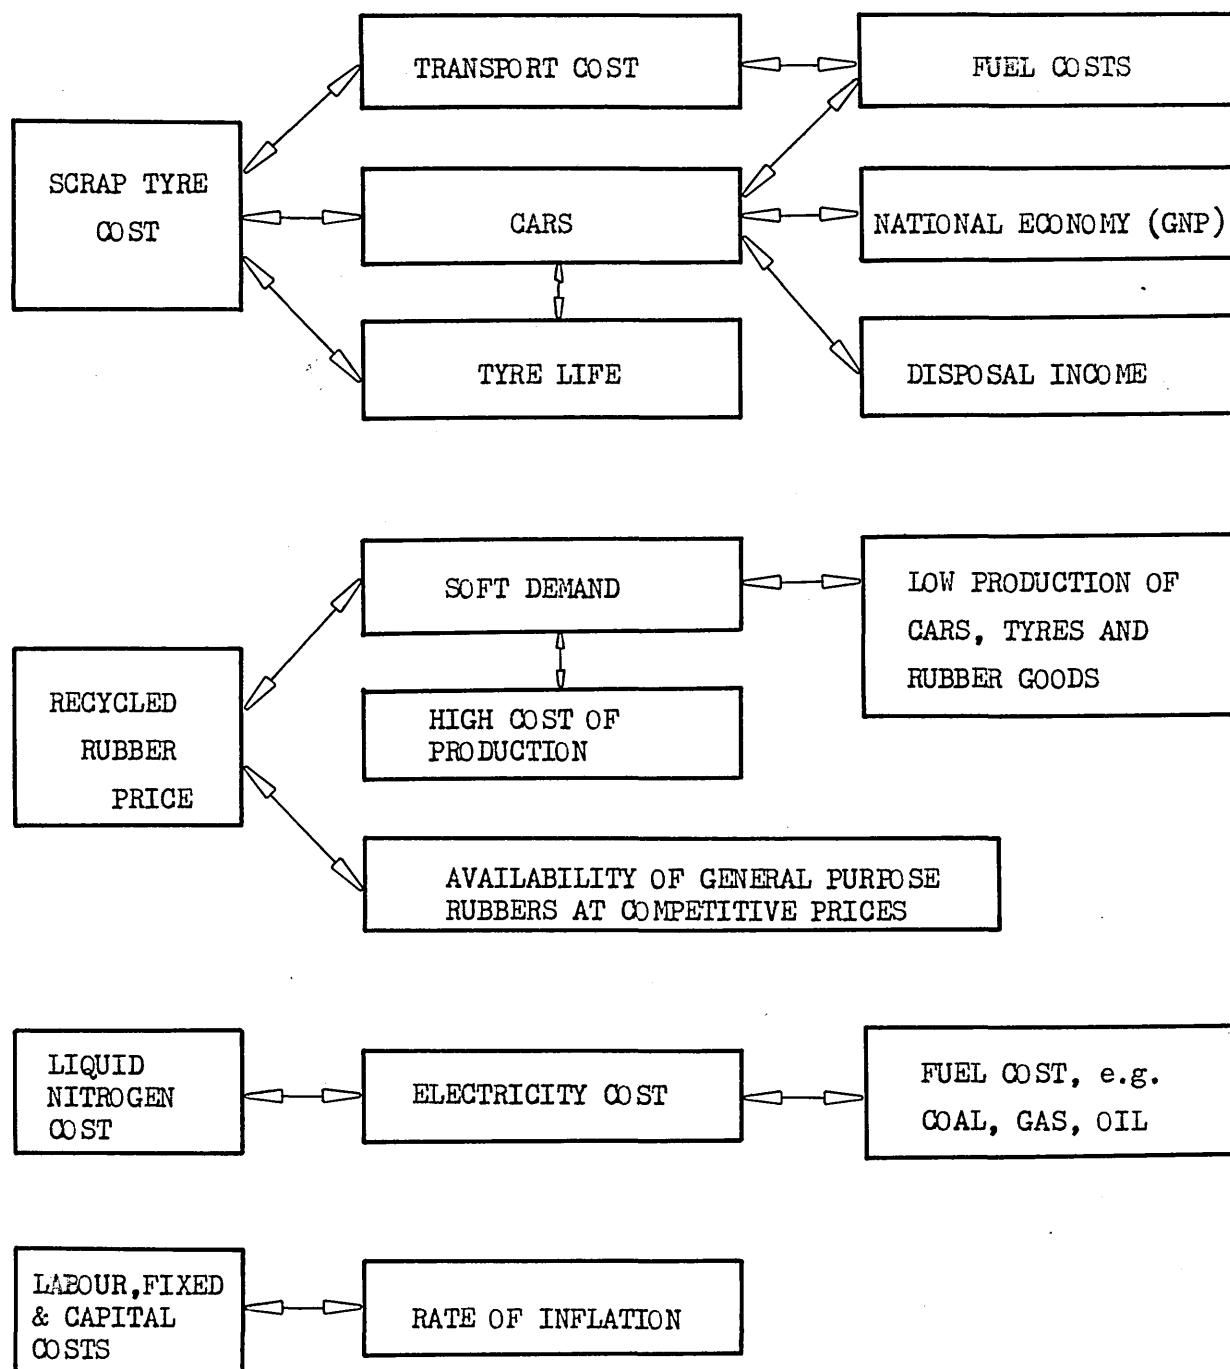 TRANSPORT COST
FUEL COSTS
SCRAP TYRE
COST
CARS
NATIONAL ECONOMY (GNP)
TYRE LIFE
DISPOSAL INCOME
SOFT DEMAND
LOW PRODUCTION OF
CARS, TYRES AND
RUBBER GOODS
RECYCLED
RUBBER
PRICE
HIGH COST OF
PRODUCTION
AVAILABILITY OF GENERAL PURPOSE
RUBBERS AT COMPETITIVE PRICES
LIQUID
NITROGEN
COST
ELECTRICITY COST
FUEL COST, e.g.
COAL, GAS, OIL
LABOUR,FIXED
& CAPITAL
COSTS
RATE OF INFLATION